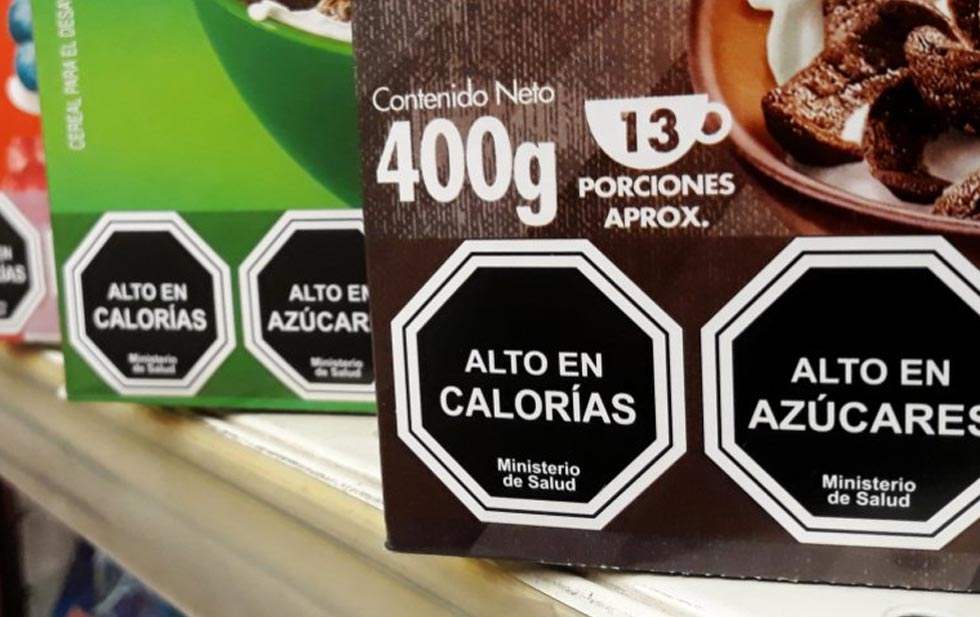 CEREAL PARA EL
Contenido Neto
400g
13
PORCIONES
APROX.
ALTO EN
CALORÍAS
Ministerio
de Salud
ALTO EN
AZÚCAR
Ministerio
de Salud
ALTO EN
CALORÍAS
Ministerio
de Salud
ALTO EN
AZÚCARES
Ministerio
de Salud